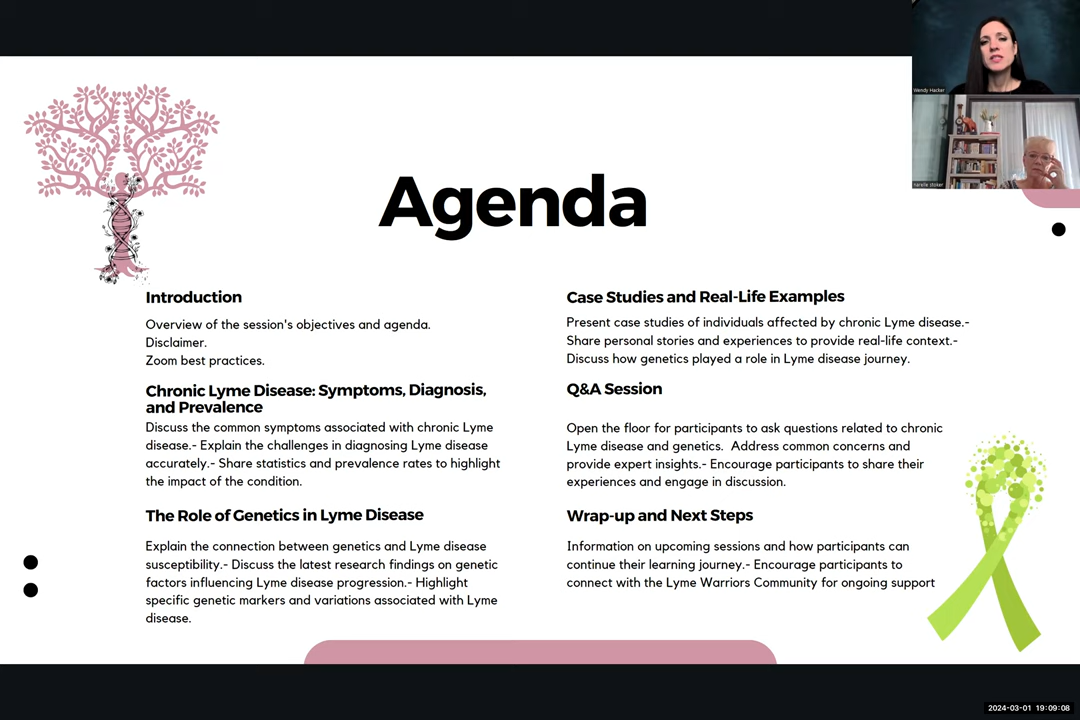 Agenda
Introduction
Overview of the session's objectives and agenda.
Disclaimer.
Zoom best practices.
Chronic Lyme Disease: Symptoms, Diagnosis,
and Prevalence
Discuss the common symptoms associated with chronic Lyme
disease.- Explain the challenges in diagnosing Lyme disease
accurately.- Share statistics and prevalence rates to highlight
the impact of the condition.
The Role of Genetics in Lyme Disease
Explain the connection between genetics and Lyme disease
susceptibility.- Discuss the latest research findings on genetic
factors influencing Lyme disease progression.- Highlight
specific genetic markers and variations associated with Lyme
disease.
Case Studies and Real-Life Examples
Present case studies of individuals affected by chronic Lyme disease.-
Share personal stories and experiences to provide real-life context.-
Discuss how genetics played a role in Lyme disease journey.
Q&A Session
Open the floor for participants to ask questions related to chronic
Lyme disease and genetics.  Address common concerns and
provide expert insights.- Encourage participants to share their
experiences and engage in discussion.
Wrap-up and Next Steps
Information on upcoming sessions and how participants can
continue their learning journey.- Encourage participants to
connect with the Lyme Warriors Community for ongoing support
Wendy Hacker
narelle stoker
2024-03-01 19:09:08